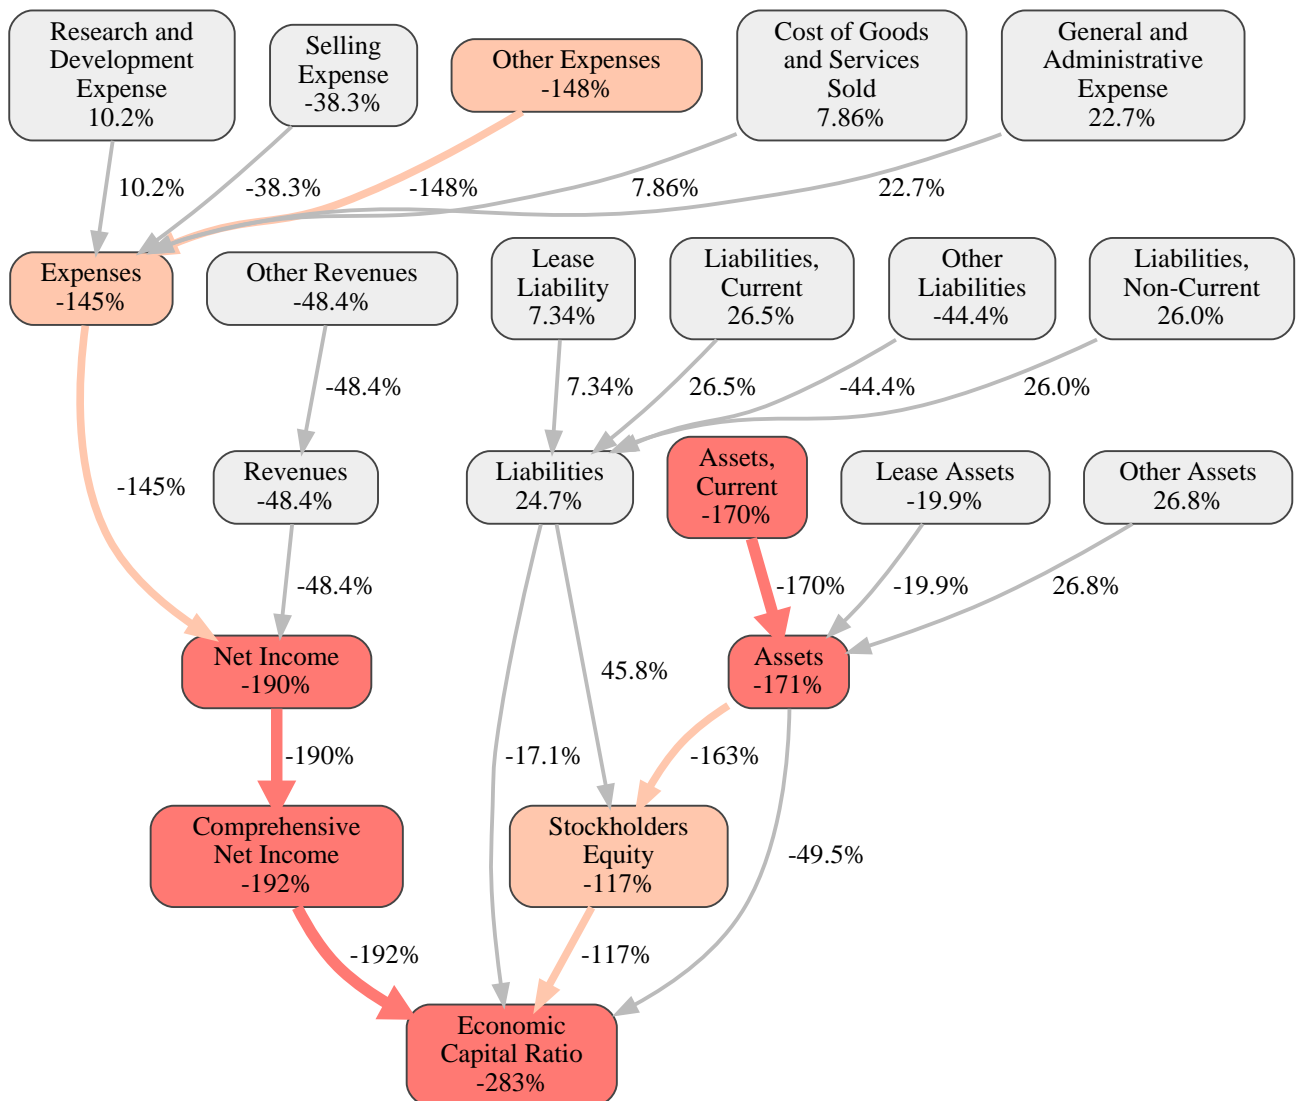 Research and
Development
Expense
10.2%
Selling
Expense
-38.3%
Other Expenses
-148%
Cost of Goods
and Services
Sold
7.86%
General and
Administrative
Expense
22.7%
10.2%
-38.3%
-148%
7.86%
22.7%
Expenses
-145%
Other Revenues
-48.4%
Lease
Liability
7.34%
Liabilities,
Current
26.5%
Other
Liabilities
-44.4%
Liabilities,
Non-Current
26.0%
-48.4%
7.34%
26.5%
-44.4%
26.0%
-145%
Revenues
-48.4%
Liabilities
24.7%
Assets,
Current
-170%
Lease Assets
-19.9%
Other Assets
26.8%
-48.4%
-170%
-19.9%
26.8%
Net Income
-190%
45.8%
Assets
-171%
-190%
-17.1%
-163%
Comprehensive
Net Income
-192%
Stockholders
Equity
-117%
-49.5%
-192%
-117%
Economic
Capital Ratio
-283%